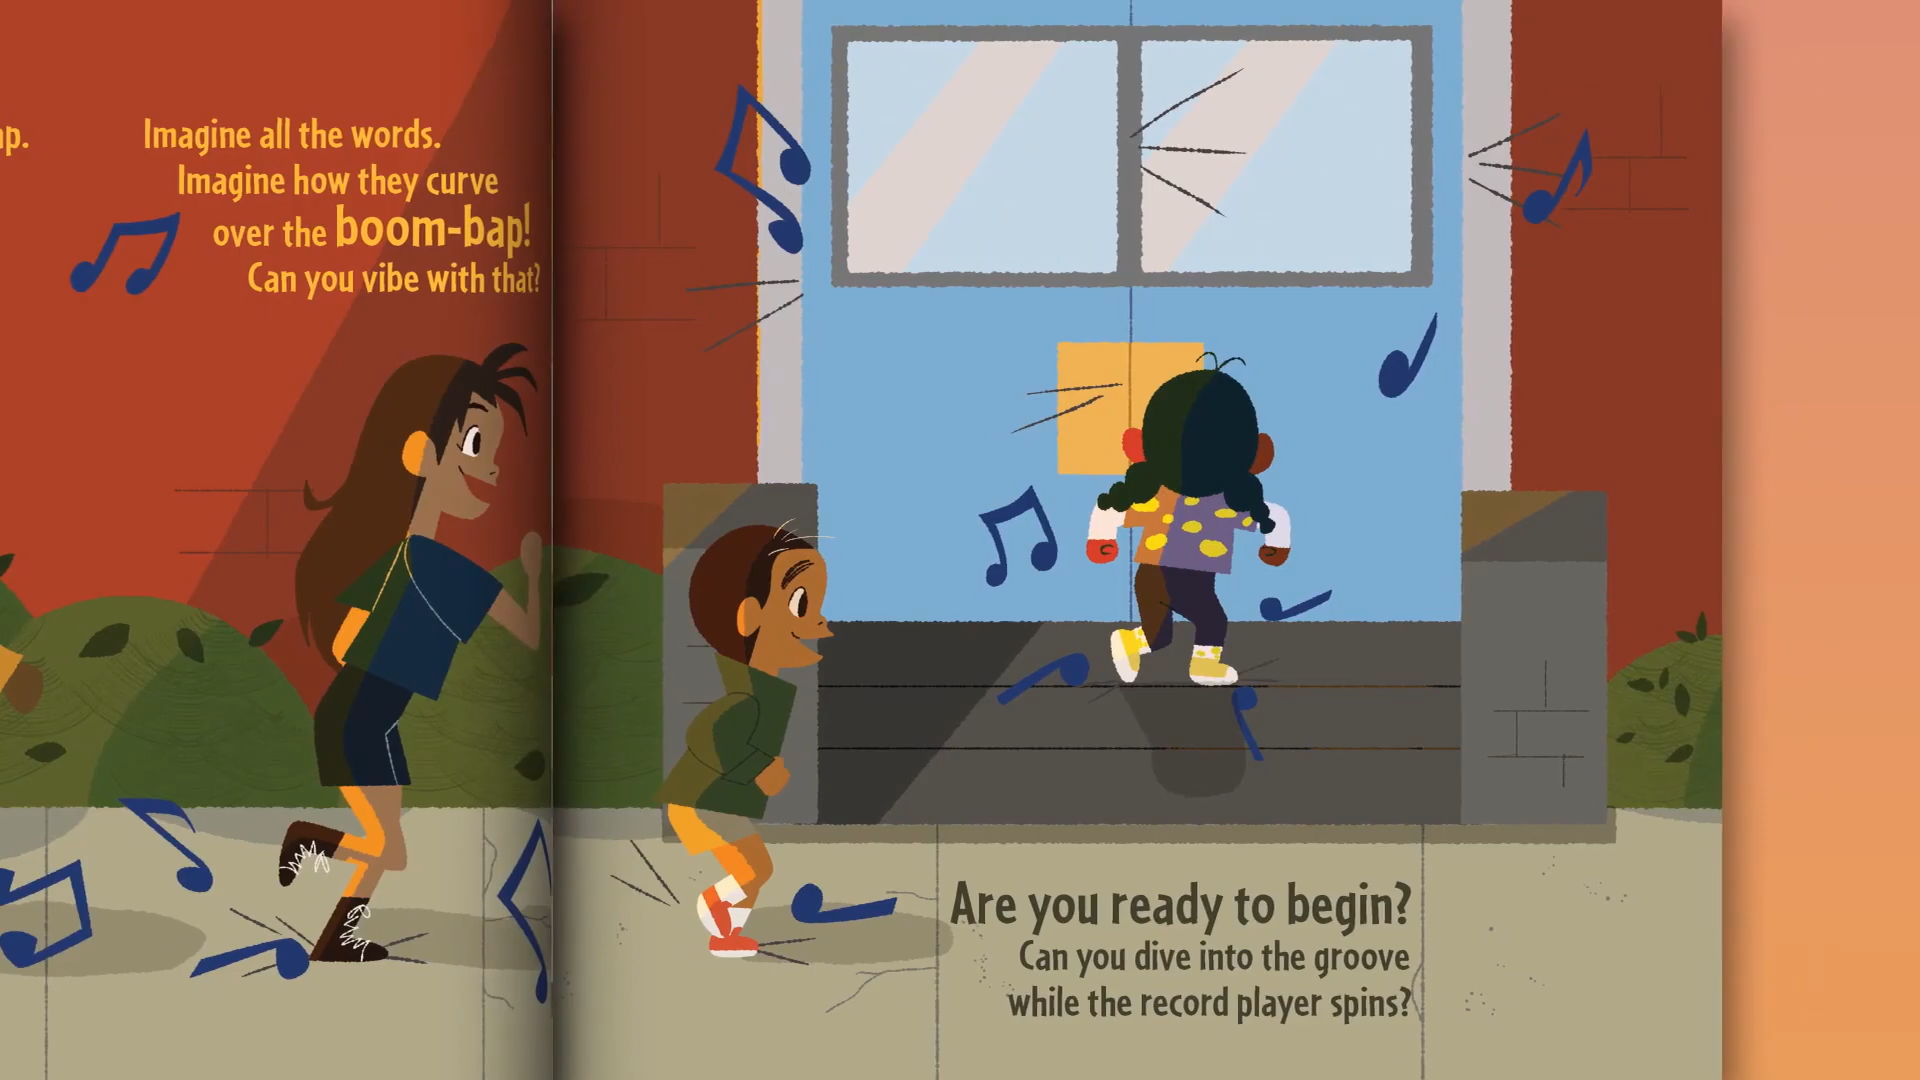 Imagine all the words.
Imagine how they curve
over the boom-bap!
Can you vibe with that?
Are you ready to begin?
Can you dive into the groove
while the record player spins?